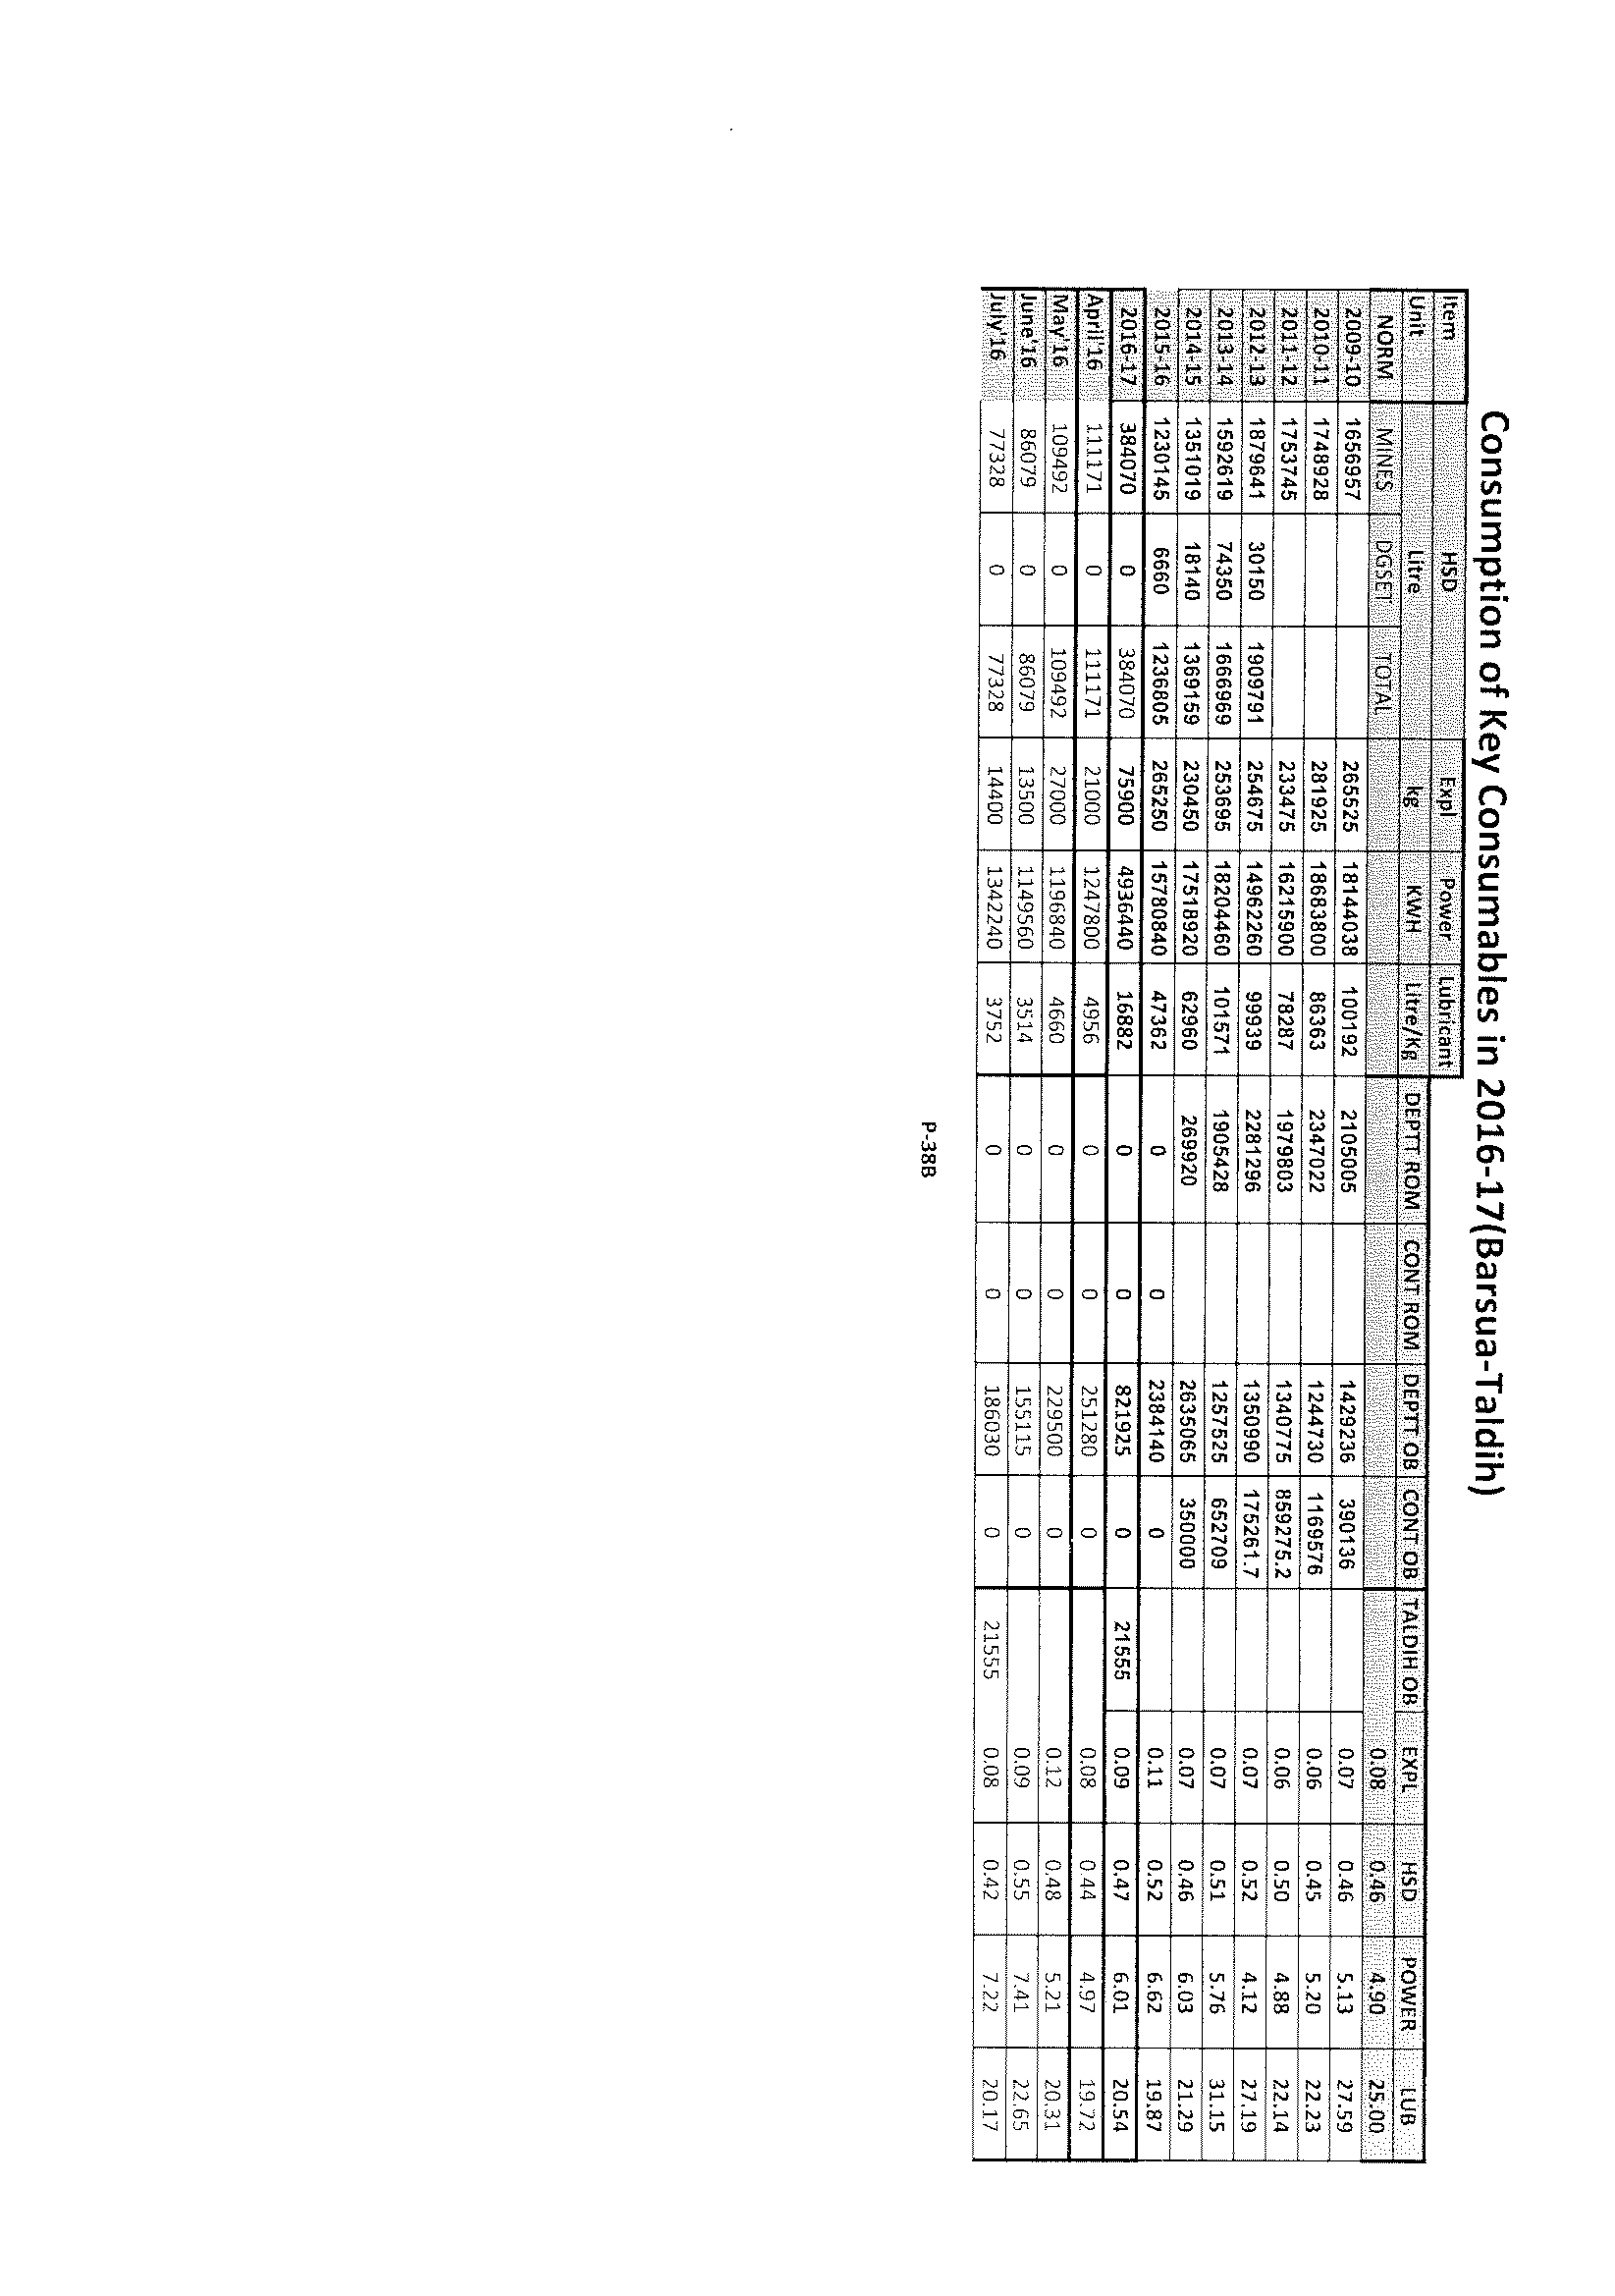 Consumption of Key Consumables in 2016-17(Barsua-Taldih)
Item HSD Expl Power Lubricant
Unit Litre kg KWH Litre/Kg DEPTT ROM CONT ROM DEPTT OB CONT OB TALDIH OB EXPL HSD POWER LUB
NORM MINES DGSET TOTAL 0.08 0.46 4.90 25.00
2009-10 1656957 265525 18144038 100192 2105005 1429236 390136 0.07 0.46 5.13 27.59
2010-11 1748928 281925 18683800 86363 2347022 1244730 1169576 0.06 0.45 5.20 22.23
2011-12 1753745 233475 16215900 78287 1979803 1340775 859275.2 0.06 0.50 4.88 22.14
2012-13 1879641 30150 1909791 254675 14962260 99939 2281296 1350990 175261.7 0.07 0.52 4.12 27.19
2013-14 1592619 74350 1666969 253695 18204460 101571 1905428 1257525 652709 0.07 0.51 5.76 31.15
2014-15 1351019 18140 1369159 230450 17518920 62960 269920 2635065 350000 0.07 0.46 6.03 21.29
2015-16 1230145 6660 1236805 265250 15780840 47362 0 0 2384140 0 0.11 0.52 6.62 19.87
2016-17 384070 0 384070 75900 4936440 16882 0 0 821925 0 21555 0.09 0.47 6.01 20.54
April'16 111171 0 111171 21000 1247800 4956 0 0 251280 0 0.08 0.44 4.97 19.72
May'16 109492 0 109492 27000 1196840 4660 0 0 229500 0 0.12 0.48 5.21 20.31
June'16 86079 0 86079 13500 1149560 3514 0 0 155115 0 0.09 0.55 7.41 22.65
July'16 77328 0 77328 14400 1342240 3752 0 0 186030 0 21555 0.08 0.42 7.22 20.17
P-38B